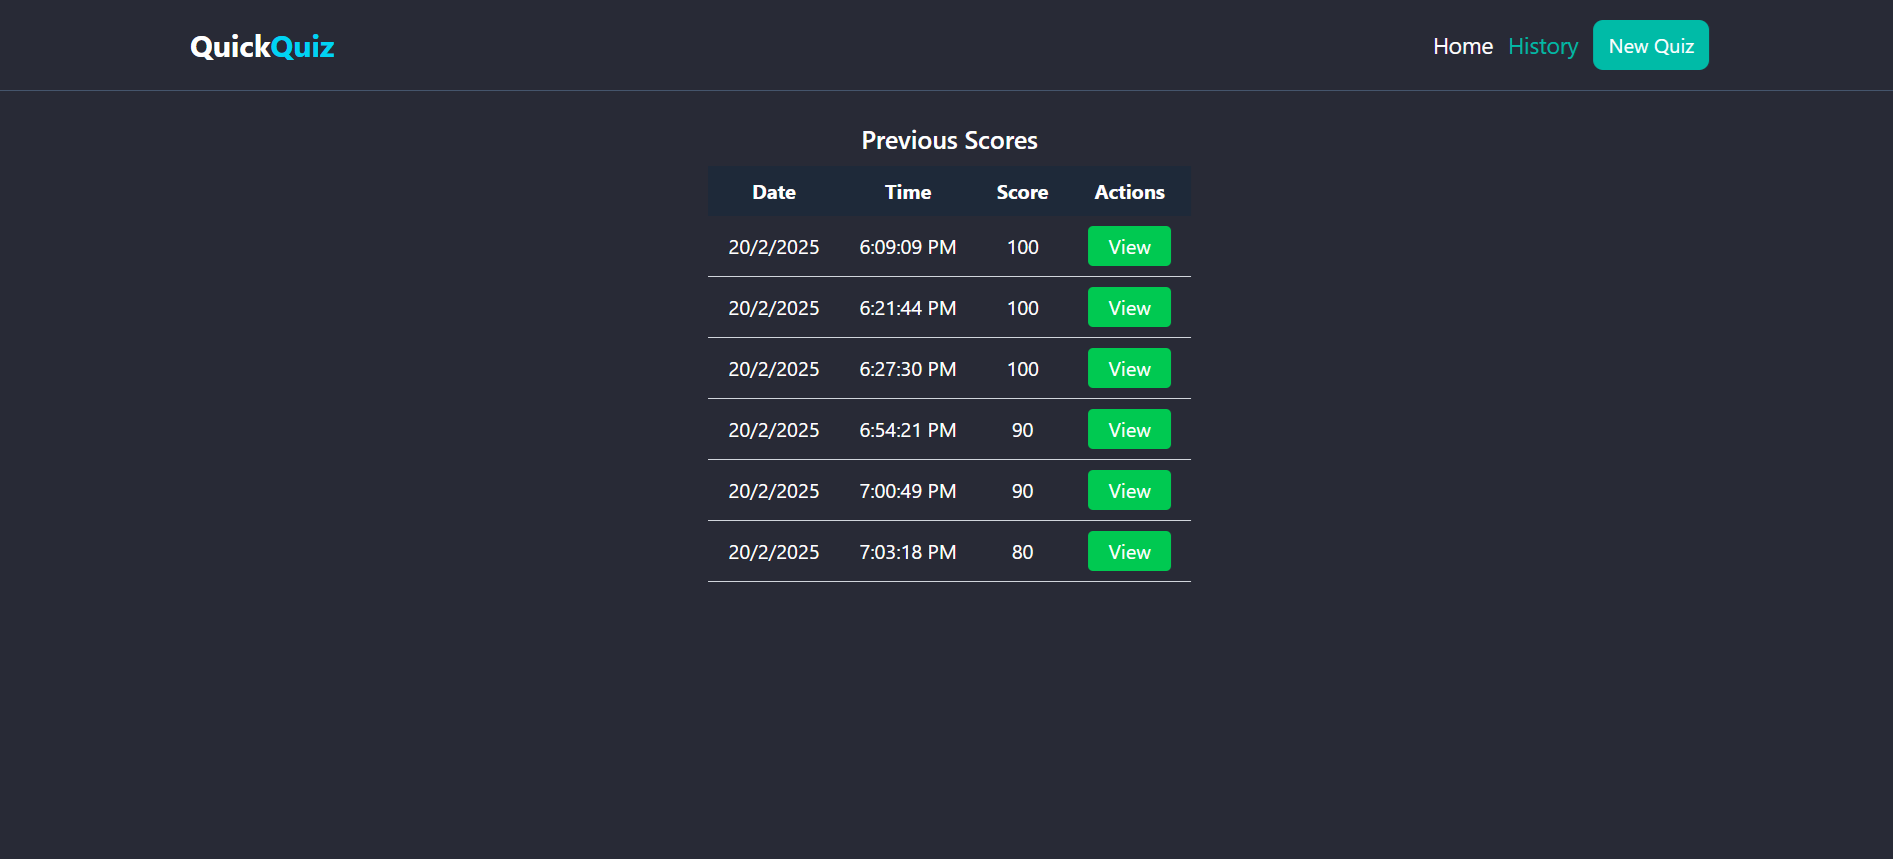 QuickQuiz Home History New Quiz
Previous Scores
Date Time Score Actions
20/2/2025 6:09:09 PM 100 View
20/2/2025 6:21:44 PM 100 View
20/2/2025 6:27:30 PM 100 View
20/2/2025 6:54:21 PM 90 View
20/2/2025 7:00:49 PM 90 View
20/2/2025 7:03:18 PM 80 View